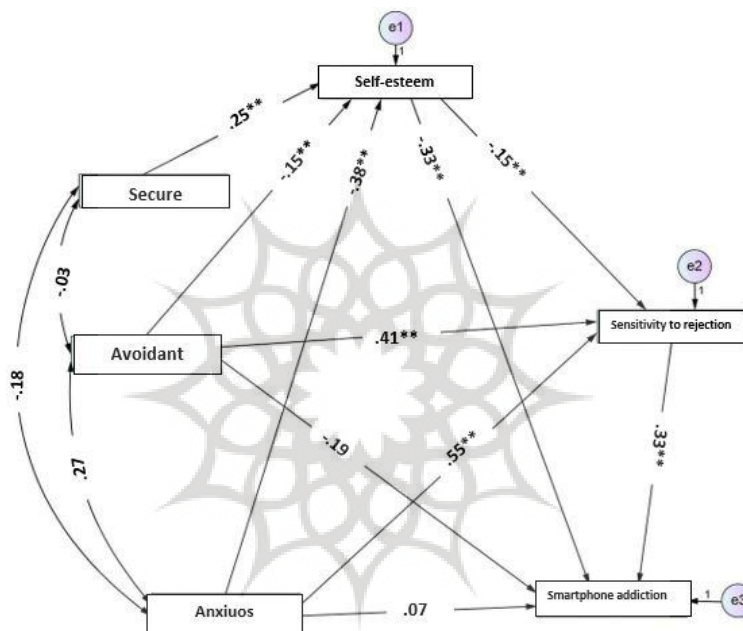 e1
1
Self-esteem
.25**
-.15**
-.38**
-.33**
-.15**
Secure
e2
1
-.03
Sensitivity to rejection
Avoidant
.41**
-.18
.27
-.19
.55**
.33**
Smartphone addiction
1
e3
Anxiuos
.07